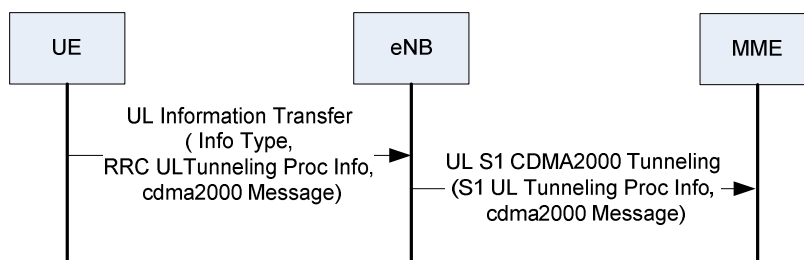 UE
eNB
MME
UL Information Transfer
( Info Type,
RRC ULTunneling Proc Info,
cdma2000 Message)
UL S1 CDMA2000 Tunneling
(S1 UL Tunneling Proc Info,
cdma2000 Message)